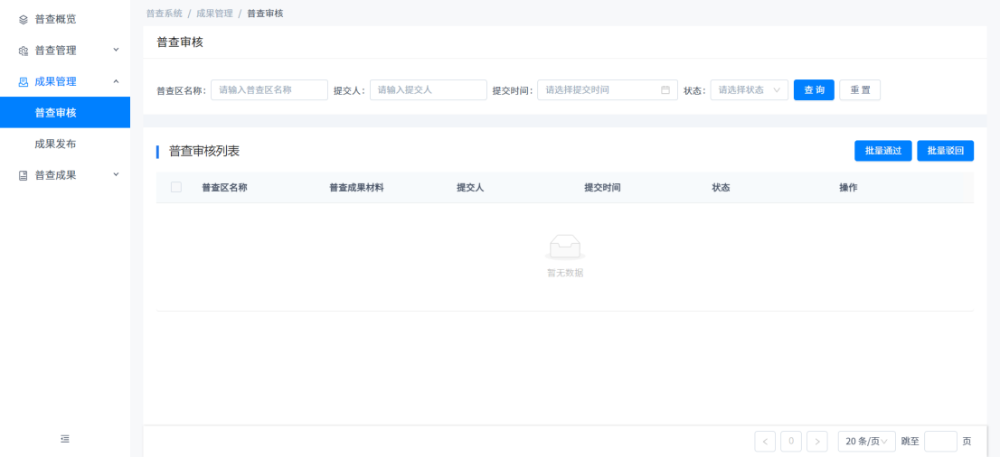 普查概览
普查管理
成果管理
普查审核
成果发布
普查成果
普查系统 / 成果管理 / 普查审核
普查审核
普查区名称： 请输入普查区名称 提交人： 请输入提交人 提交时间： 请选择提交时间 状态： 请选择状态 查 询 重 置
普查审核列表 批量通过 批量驳回
普查区名称 普查成果材料 提交人 提交时间 状态 操作
暂无数据
< 0 > 20 条/页 跳至 页